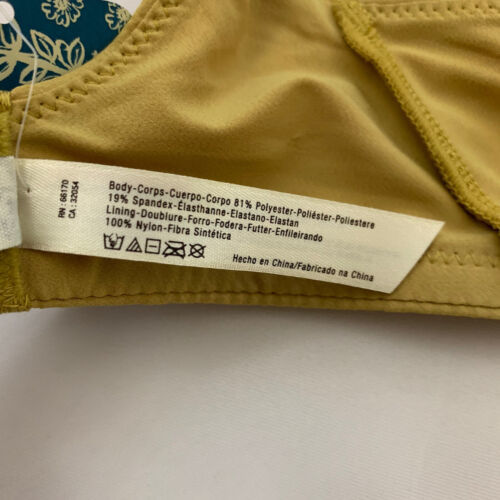 RN : 66170
CA : 32054
Body-Corps-Cuerpo-Corpo 81% Polyester-Poliéster-Poliestere
19% Spandex-Élasthanne-Elastano-Elastan
Lining-Doublure-Forro-Fodera-Futter-Enfileirando
100% Nylon-Fibra Sintética
Hecho en China/Fabricado na China